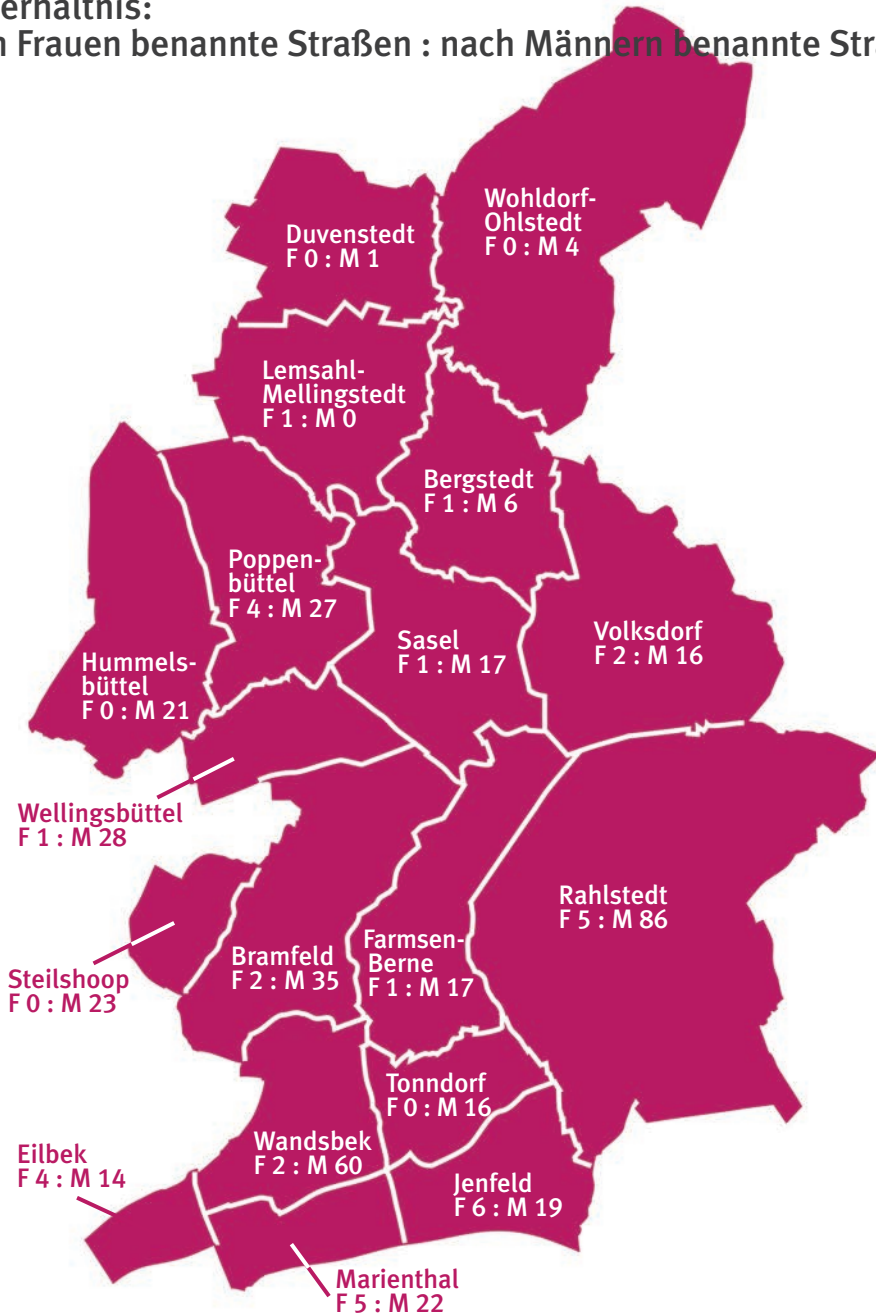 erhältnis:
n Frauen benannte Straßen : nach Männern benannte Stra
Wohldorf-
Ohlstedt
F 0 : M 4
Duvenstedt
F 0 : M 1
Lemsahl-
Mellingstedt
F 1 : M 0
Bergstedt
F 1 : M 6
Poppen-
büttel
F 4 : M 27
Sasel
F 1 : M 17
Volksdorf
F 2 : M 16
Hummels-
büttel
F 0 : M 21
Wellingsbüttel
F 1 : M 28
Rahlstedt
F 5 : M 86
Farmsen-
Berne
F 1 : M 17
Bramfeld
F 2 : M 35
Steilshoop
F 0 : M 23
Tonndorf
F 0 : M 16
Wandsbek
F 2 : M 60
Eilbek
F 4 : M 14
Jenfeld
F 6 : M 19
Marienthal
F 5 : M 22